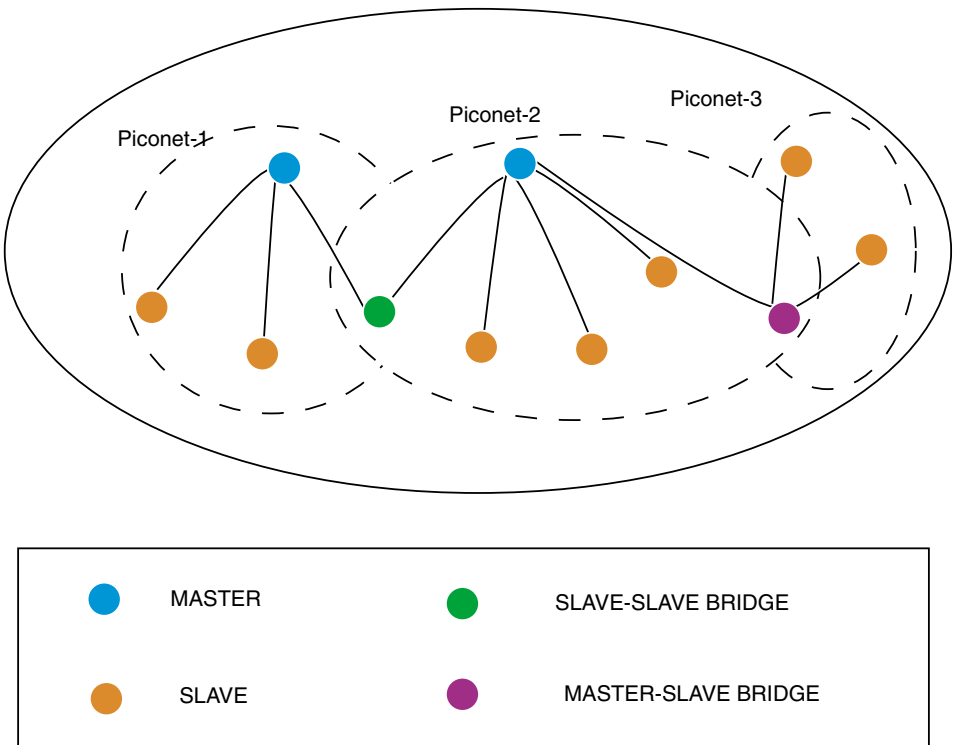 Piconet-1
Piconet-2
Piconet-3
MASTER
SLAVE-SLAVE BRIDGE
SLAVE
MASTER-SLAVE BRIDGE